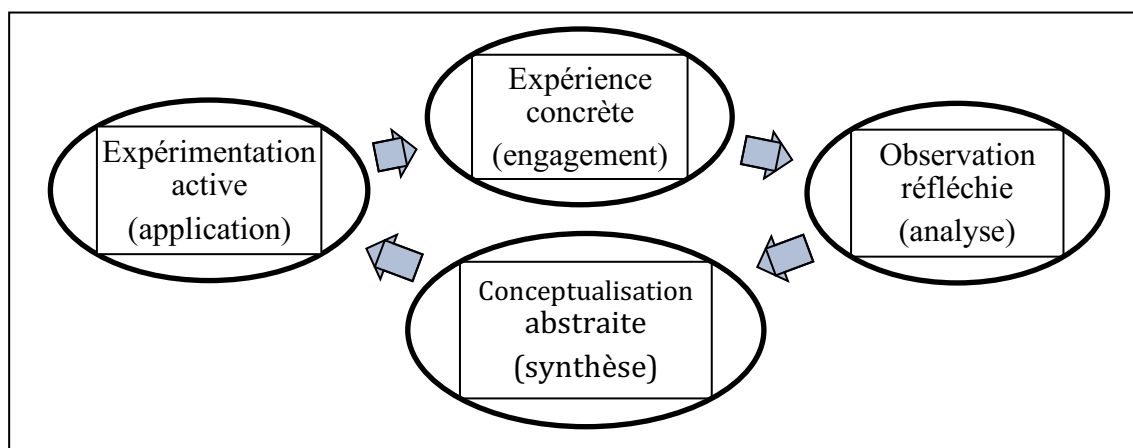 Expérience
concrète
(engagement)
Expérimentation
active
(application)
Observation
réfléchie
(analyse)
Conceptualisation
abstraite
(synthèse)